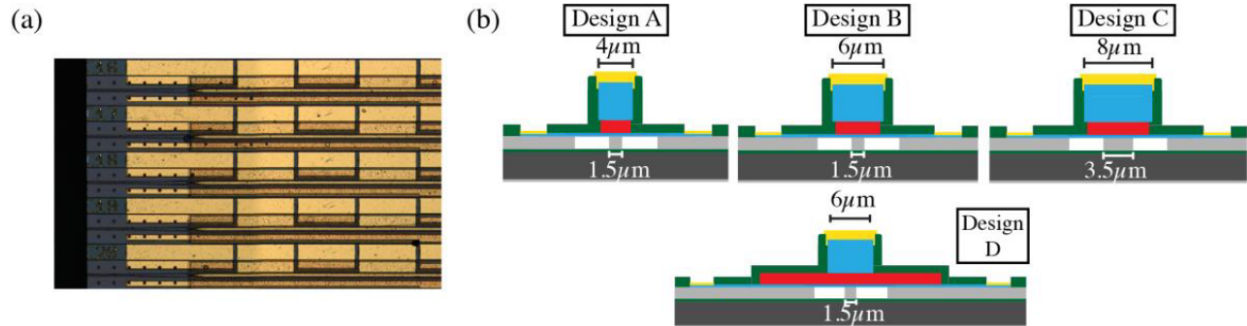 (a)
(b)
Design A
Design B
Design C
4μm
6μm
8μm
1.5μm
1.5μm
3.5μm
6μm
Design
D
1.5μm